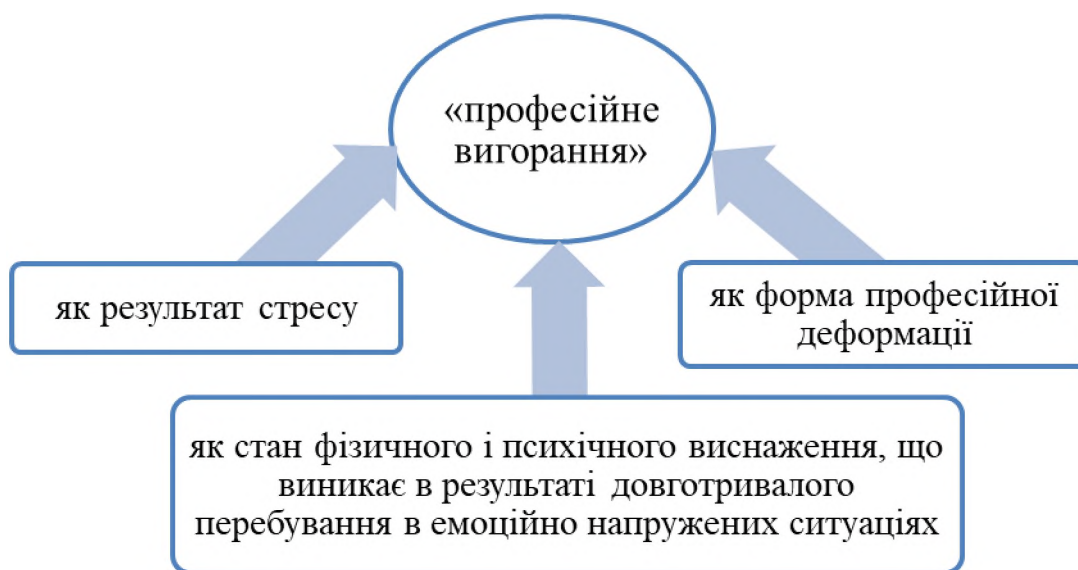 «професійне
вигорання»
як результат стресу
як форма професійної
деформації
як стан фізичного і психічного виснаження, що
виникає в результаті довготривалого
перебування в емоційно напружених ситуаціях